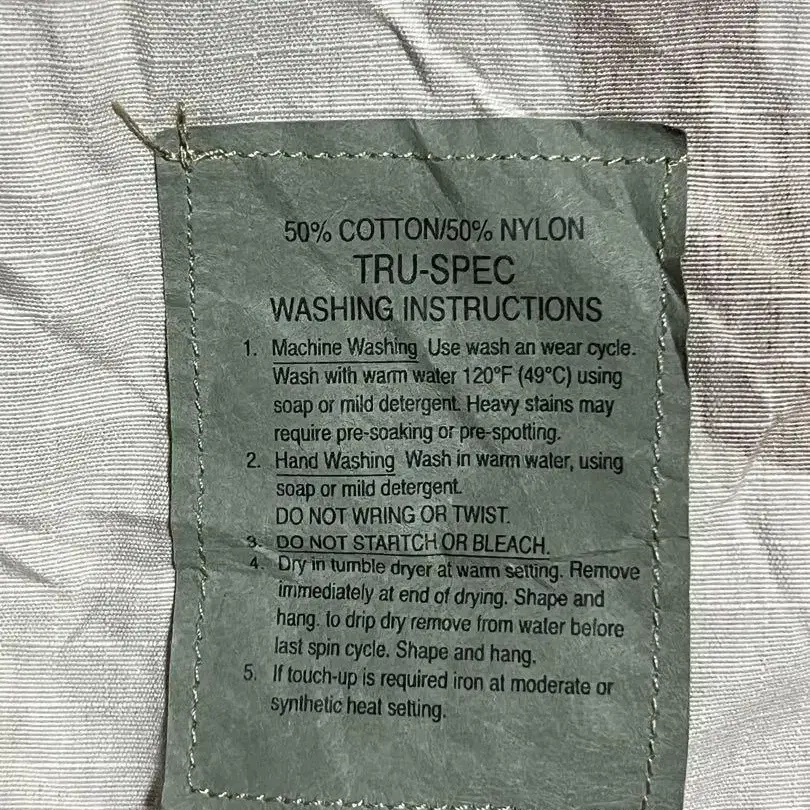 50% COTTON/50% NYLON
TRU-SPEC
WASHING INSTRUCTIONS
1. Machine Washing Use wash an wear cycle.
Wash with warm water 120°F (49°C) using
soap or mild detergent. Heavy stains may
require pre-soaking or pre-spotting.
2. Hand Washing Wash in warm water, using
soap or mild detergent.
DO NOT WRING OR TWIST.
3. DO NOT STARTCH OR BLEACH.
4. Dry in tumble dryer at warm setting. Remove
immediately at end of drying. Shape and
hang. to drip dry remove from water before
last spin cycle. Shape and hang.
5. If touch-up is required iron at moderate or
synthetic heat setting.